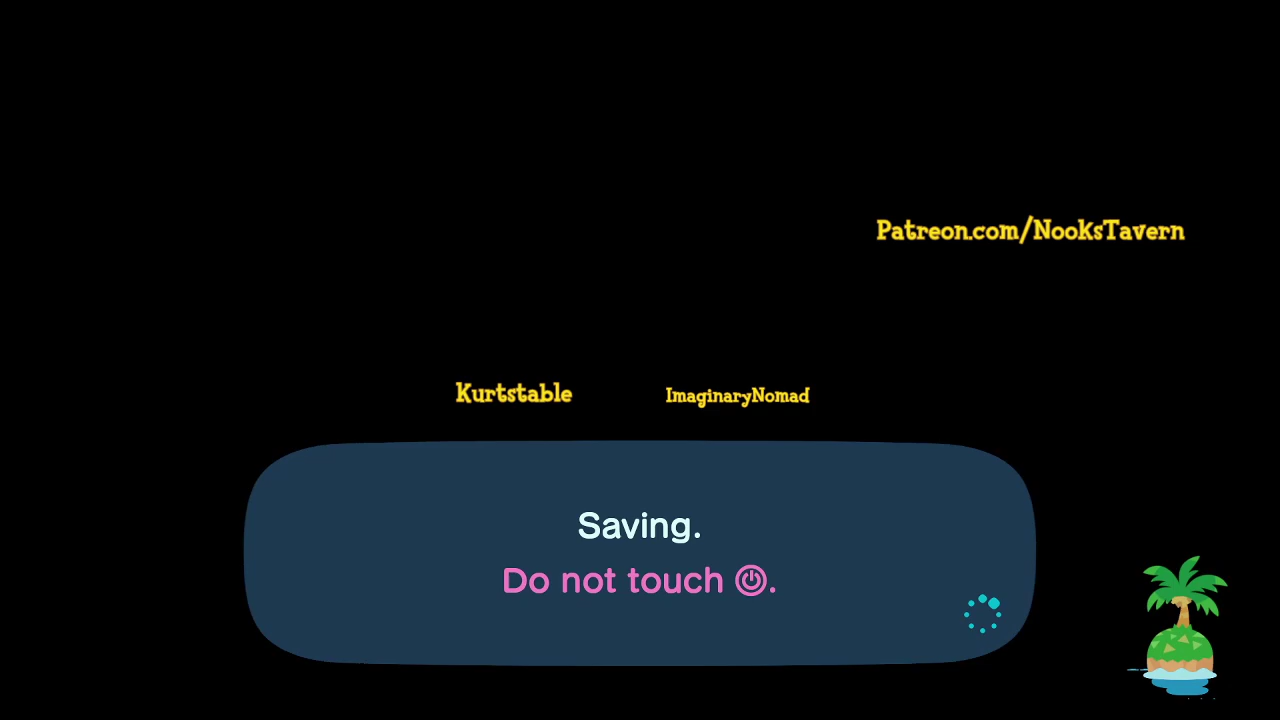 Patreon.com/NooksTavern
Kurtstable
ImaginaryNomad
Saving.
Do not touch ⏻.